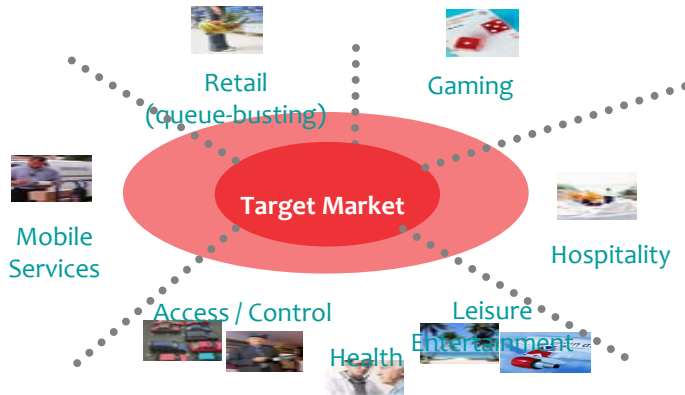 Retail
(queue-busting)
Gaming
Target Market
Mobile
Services
Hospitality
Access / Control
Leisure
Entertainment
Health